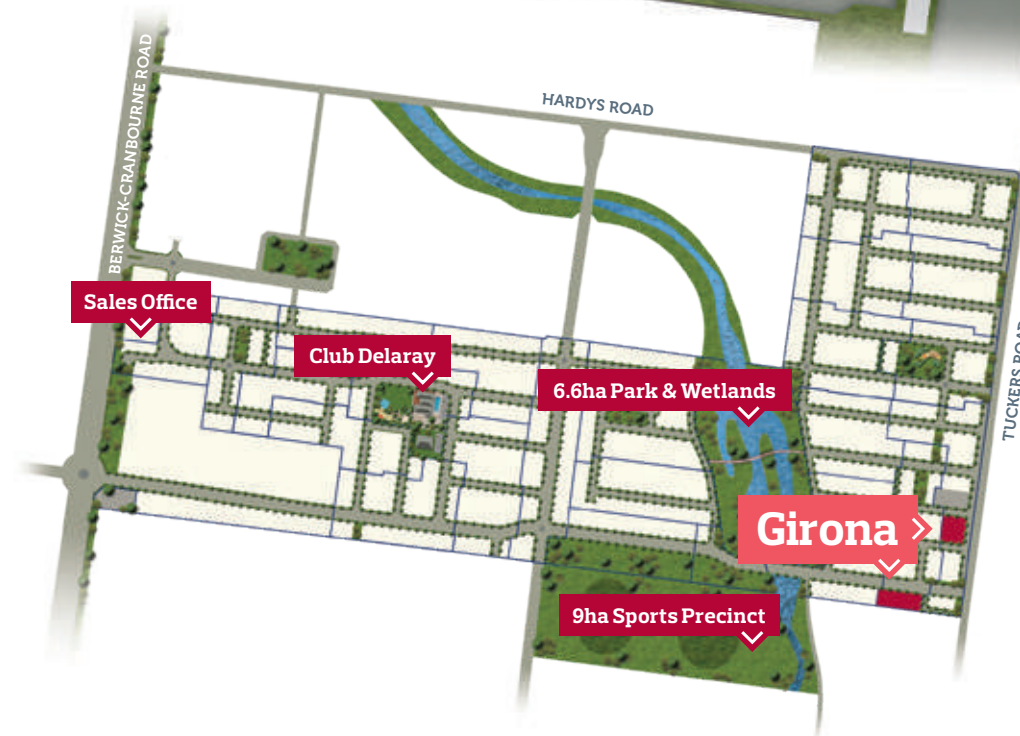 HARDYS ROAD
BERWICK-CRANBOURNE ROAD
Sales Office
Club Delaray
6.6ha Park & Wetlands
TUCKERS ROAD
Girona
9ha Sports Precinct